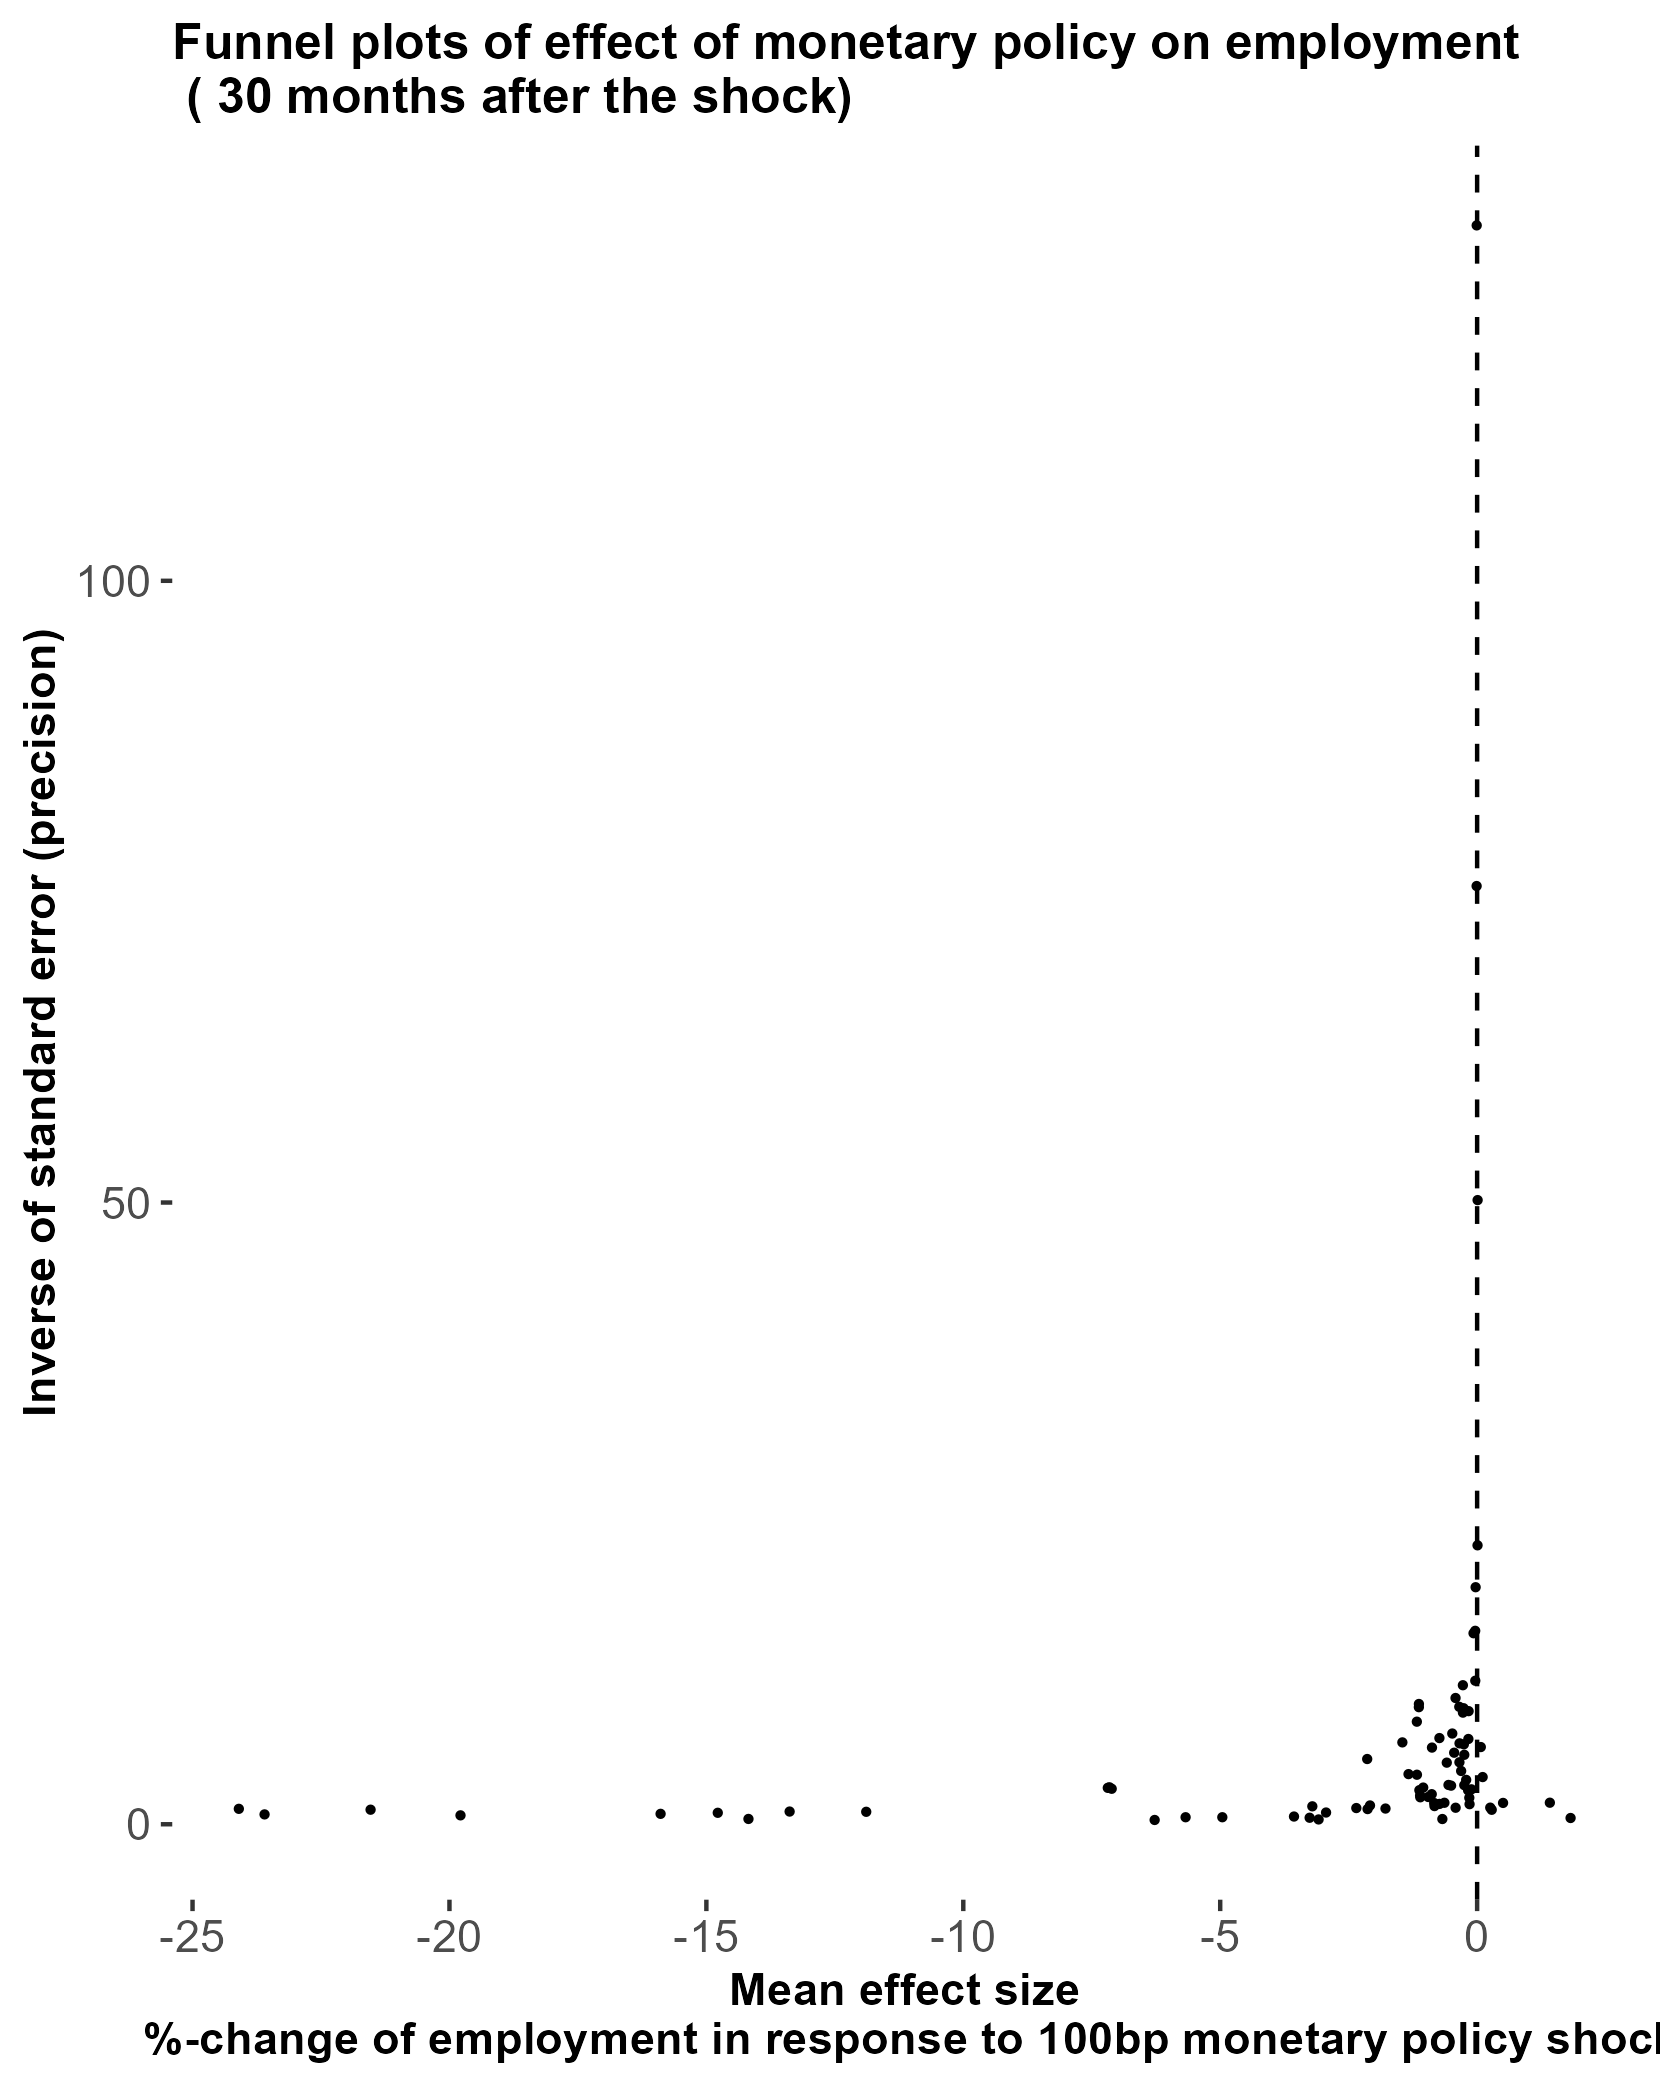 Funnel plots of effect of monetary policy on employment
( 30 months after the shock)
Inverse of standard error (precision)
100
50
0
-25 -20 -15 -10 -5 0
Mean effect size
%-change of employment in response to 100bp monetary policy shock